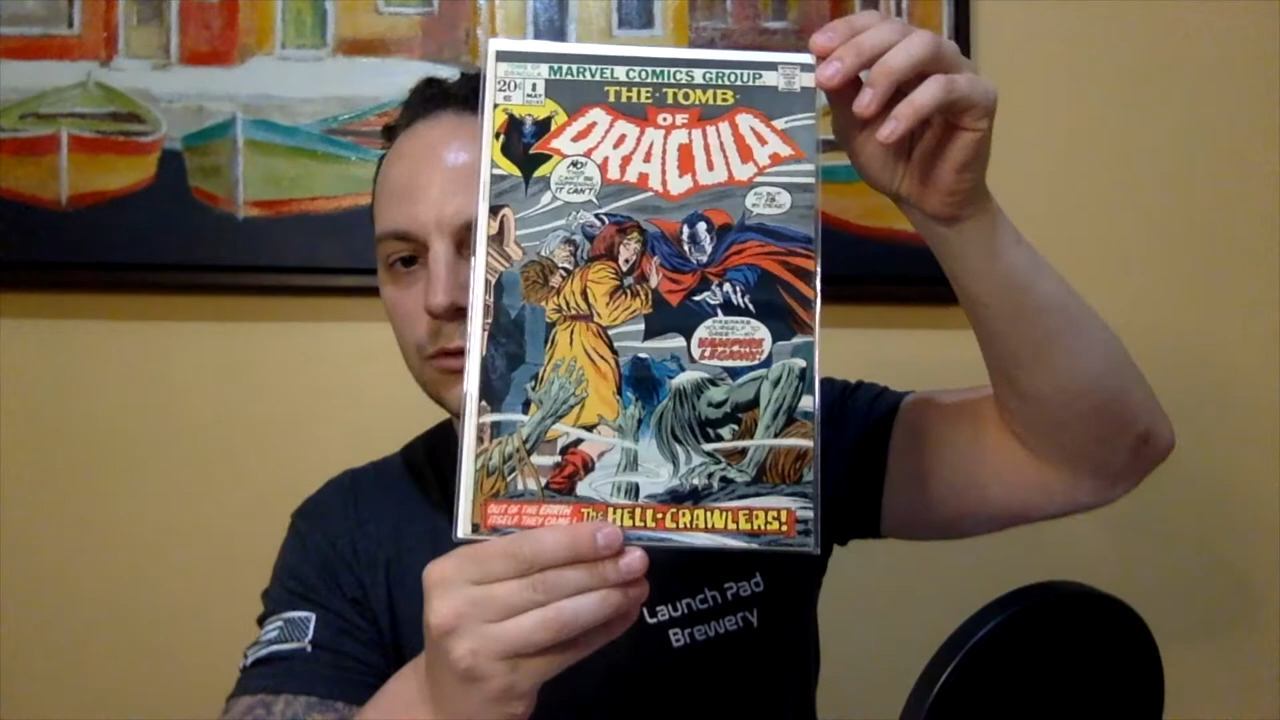 TOMB OF
DRACULA
MARVEL COMICS GROUP
20¢
8
MAY
THE TOMB
OF
DRACULA
NO!
THIS
CAN'T BE
HAPPENING!
IT CAN'T!
AH, BUT
IT IS,
MY DEAR!
PREPARE
YOURSELF TO
GREET--MY
VAMPIRE
LEGIONS!
OUT OF THE EARTH
ITSELF THEY CAME!
The HELL-CRAWLERS!
Launch Pad
Brewery